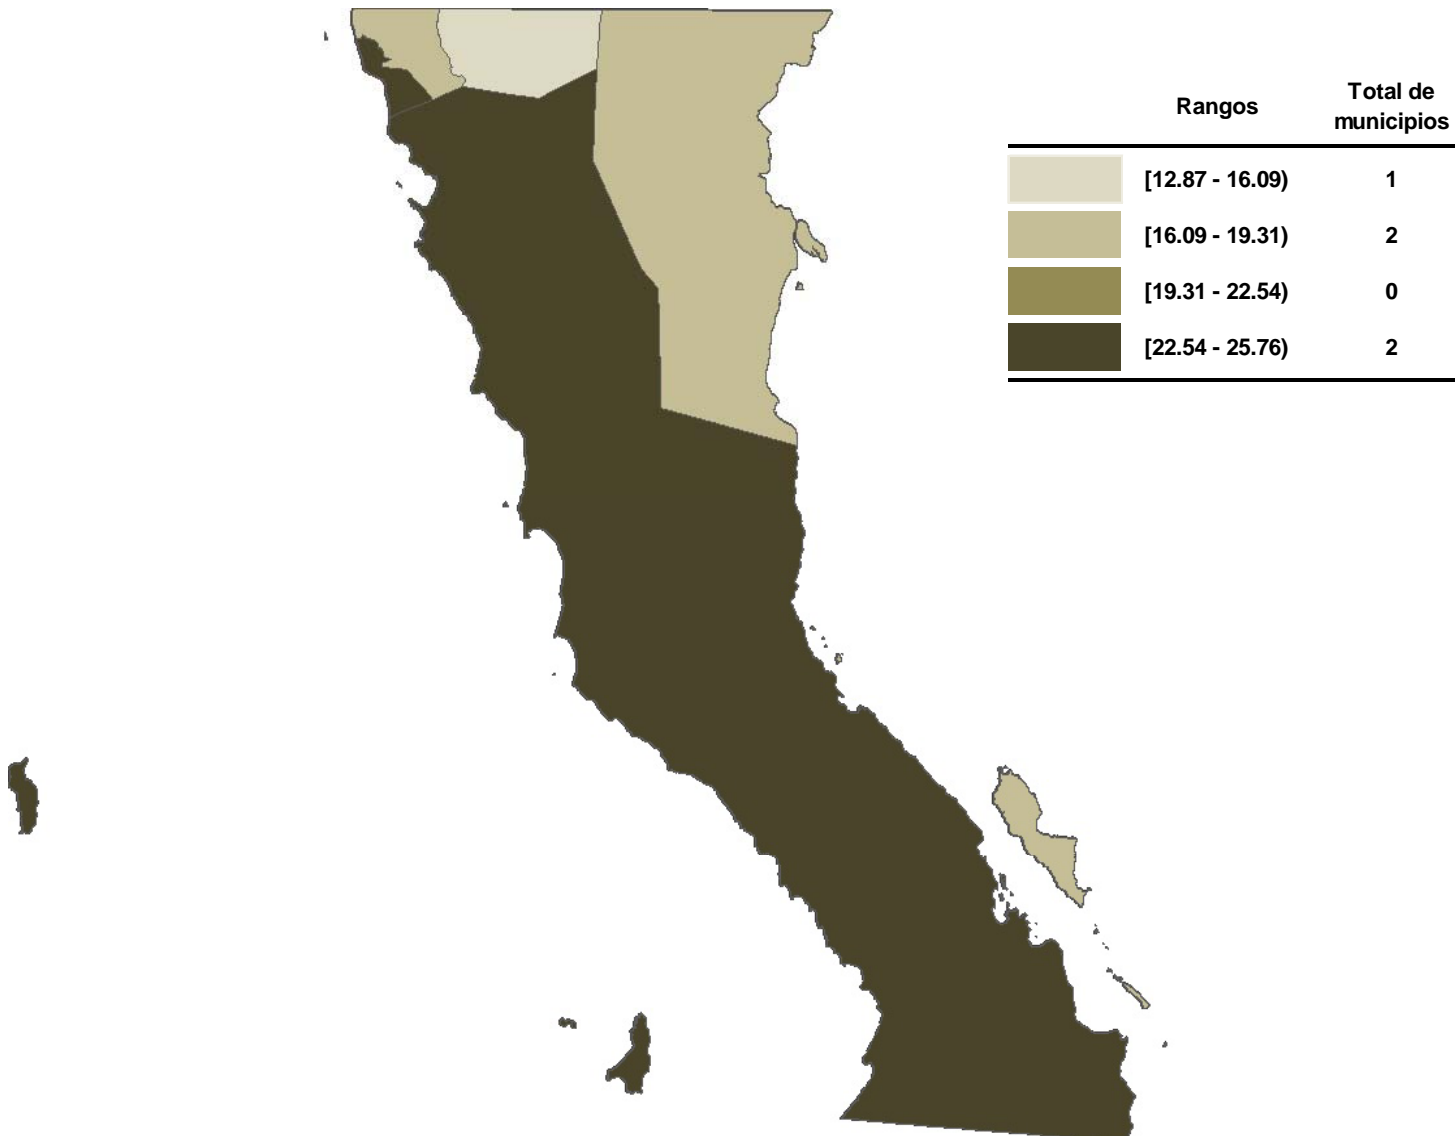 Rangos Total de
municipios
[12.87 - 16.09) 1
[16.09 - 19.31) 2
[19.31 - 22.54) 0
[22.54 - 25.76) 2